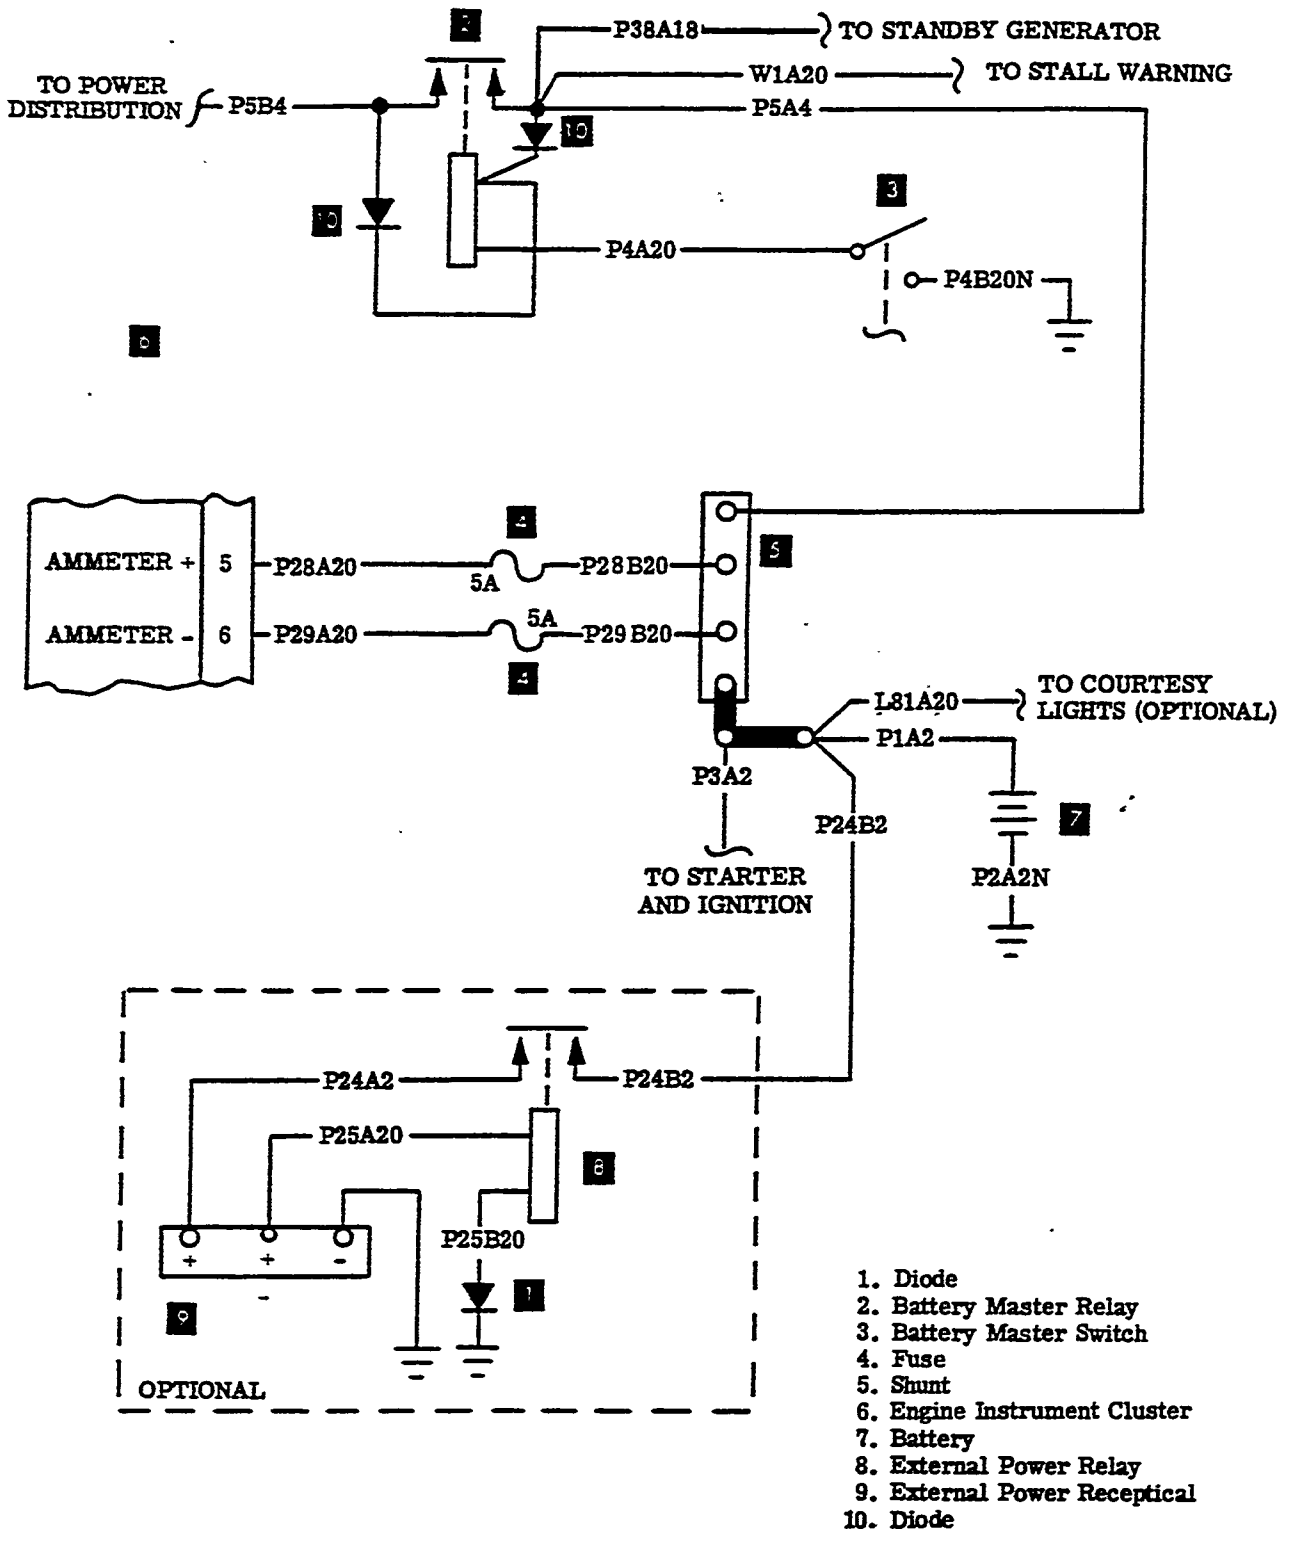 2
P38A18
TO STANDBY GENERATOR
W1A20
TO STALL WARNING
TO POWER
DISTRIBUTION
P5B4
P5A4
10
10
3
P4A20
P4B20N
6
4
AMMETER +
5
P28A20
5A
P28B20
5
AMMETER -
6
P29A20
5A
P29B20
4
L81A20
TO COURTESY
LIGHTS (OPTIONAL)
P1A2
P3A2
P24B2
7
TO STARTER
AND IGNITION
P2A2N
P24A2
P24B2
P25A20
8
P25B20
+
+
-
-
9
1
OPTIONAL
1. Diode
2. Battery Master Relay
3. Battery Master Switch
4. Fuse
5. Shunt
6. Engine Instrument Cluster
7. Battery
8. External Power Relay
9. External Power Receptical
10. Diode